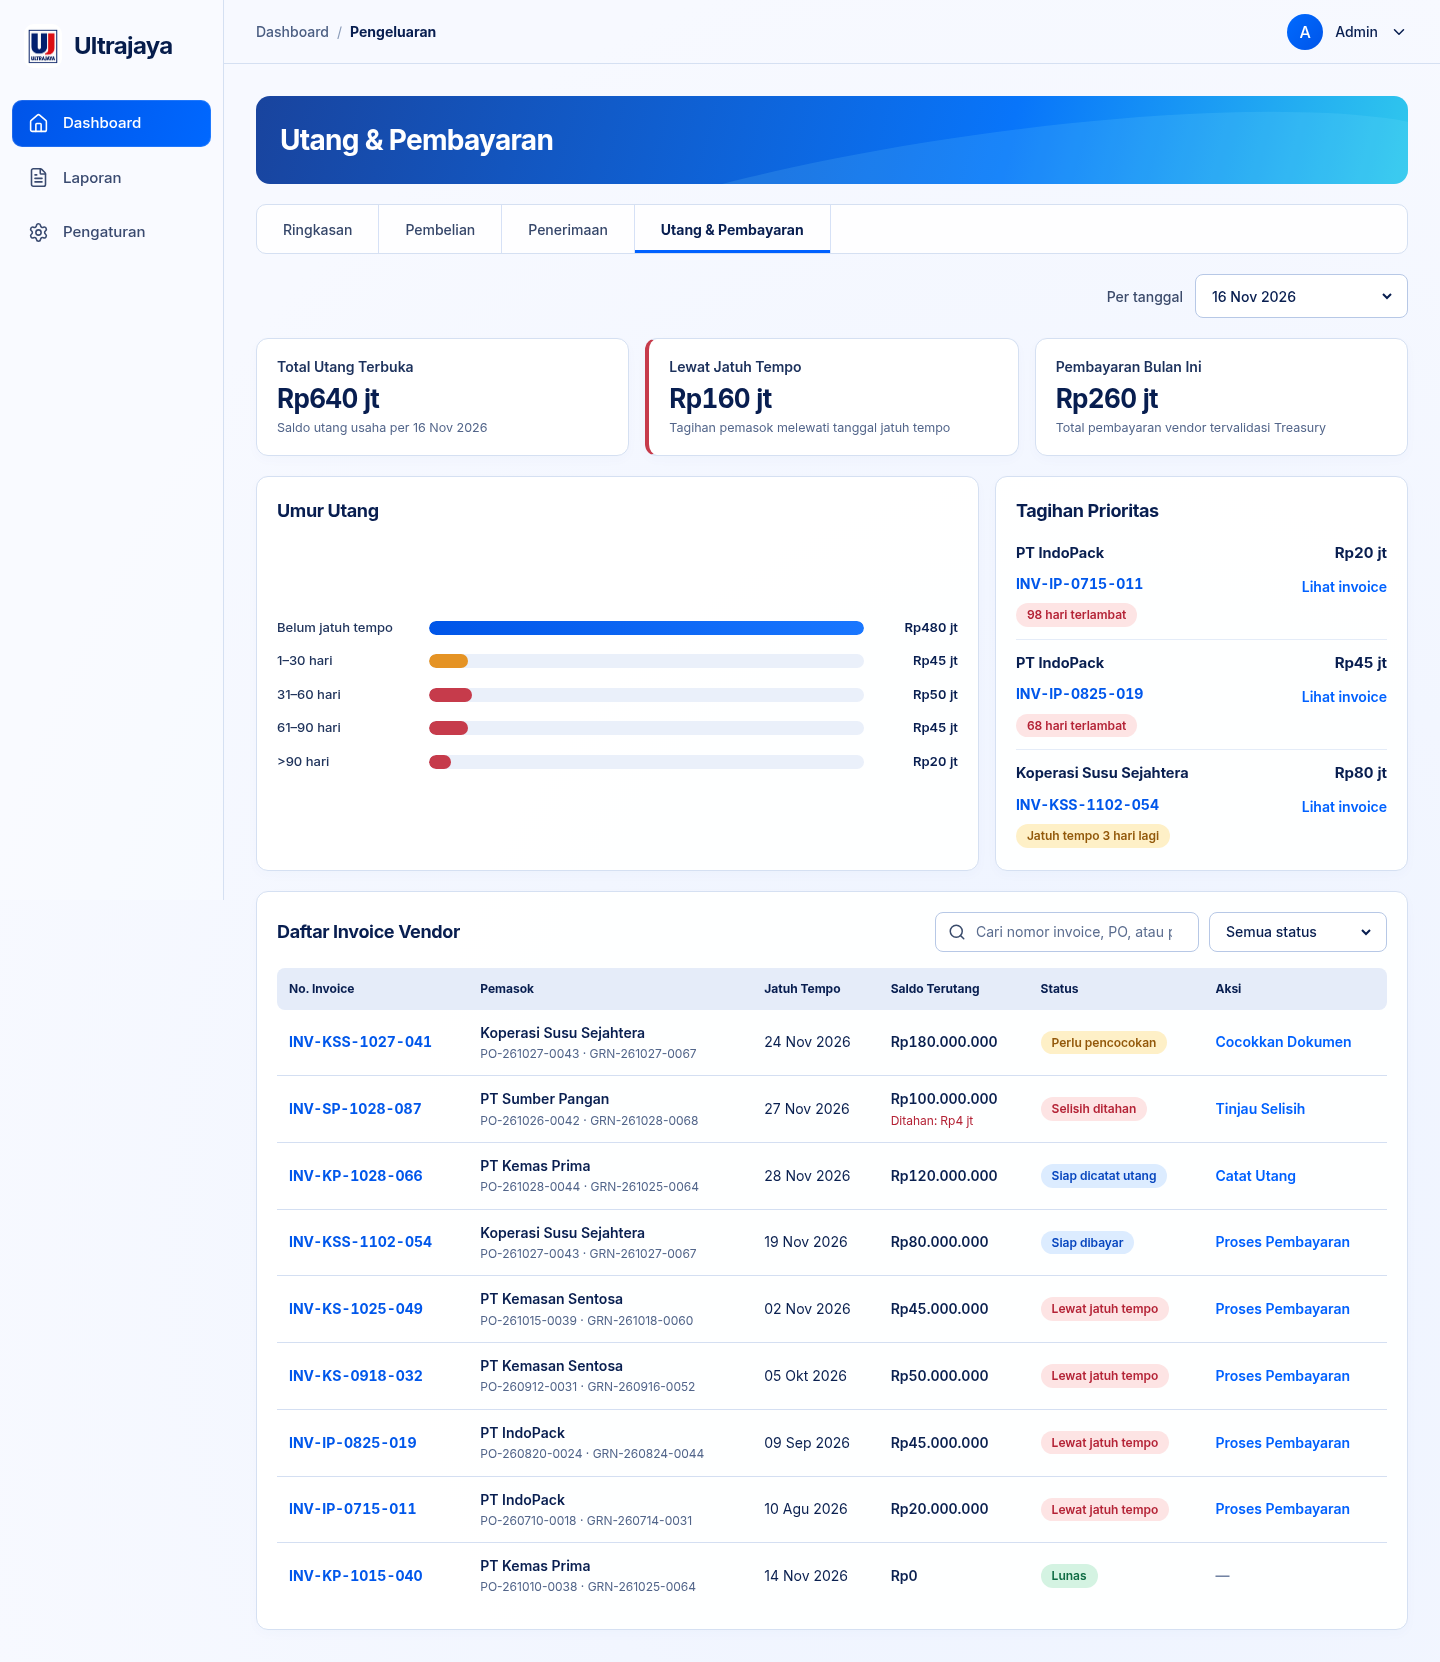 UJ
ULTRAJAYA
Ultrajaya
Dashboard
Laporan
Pengaturan
Dashboard / Pengeluaran
A Admin
Utang & Pembayaran
Ringkasan Pembelian Penerimaan Utang & Pembayaran
Per tanggal 16 Nov 2026
Total Utang Terbuka
Rp640 jt
Saldo utang usaha per 16 Nov 2026
Lewat Jatuh Tempo
Rp160 jt
Tagihan pemasok melewati tanggal jatuh tempo
Pembayaran Bulan Ini
Rp260 jt
Total pembayaran vendor tervalidasi Treasury
Umur Utang
Belum jatuh tempo Rp480 jt
1–30 hari Rp45 jt
31–60 hari Rp50 jt
61–90 hari Rp45 jt
>90 hari Rp20 jt
Tagihan Prioritas
PT IndoPack Rp20 jt
INV-IP-0715-011 Lihat invoice
98 hari terlambat
PT IndoPack Rp45 jt
INV-IP-0825-019 Lihat invoice
68 hari terlambat
Koperasi Susu Sejahtera Rp80 jt
INV-KSS-1102-054 Lihat invoice
Jatuh tempo 3 hari lagi
Daftar Invoice Vendor
Cari nomor invoice, PO, atau p
Semua status
No. Invoice Pemasok Jatuh Tempo Saldo Terutang Status Aksi
INV-KSS-1027-041 Koperasi Susu Sejahtera 24 Nov 2026 Rp180.000.000 Perlu pencocokan Cocokkan Dokumen
PO-261027-0043 · GRN-261027-0067
INV-SP-1028-087 PT Sumber Pangan 27 Nov 2026 Rp100.000.000 Selisih ditahan Tinjau Selisih
PO-261026-0042 · GRN-261028-0068 Ditahan: Rp4 jt
INV-KP-1028-066 PT Kemas Prima 28 Nov 2026 Rp120.000.000 Siap dicatat utang Catat Utang
PO-261028-0044 · GRN-261025-0064
INV-KSS-1102-054 Koperasi Susu Sejahtera 19 Nov 2026 Rp80.000.000 Siap dibayar Proses Pembayaran
PO-261027-0043 · GRN-261027-0067
INV-KS-1025-049 PT Kemasan Sentosa 02 Nov 2026 Rp45.000.000 Lewat jatuh tempo Proses Pembayaran
PO-261015-0039 · GRN-261018-0060
INV-KS-0918-032 PT Kemasan Sentosa 05 Okt 2026 Rp50.000.000 Lewat jatuh tempo Proses Pembayaran
PO-260912-0031 · GRN-260916-0052
INV-IP-0825-019 PT IndoPack 09 Sep 2026 Rp45.000.000 Lewat jatuh tempo Proses Pembayaran
PO-260820-0024 · GRN-260824-0044
INV-IP-0715-011 PT IndoPack 10 Agu 2026 Rp20.000.000 Lewat jatuh tempo Proses Pembayaran
PO-260710-0018 · GRN-260714-0031
INV-KP-1015-040 PT Kemas Prima 14 Nov 2026 Rp0 Lunas —
PO-261010-0038 · GRN-261025-0064